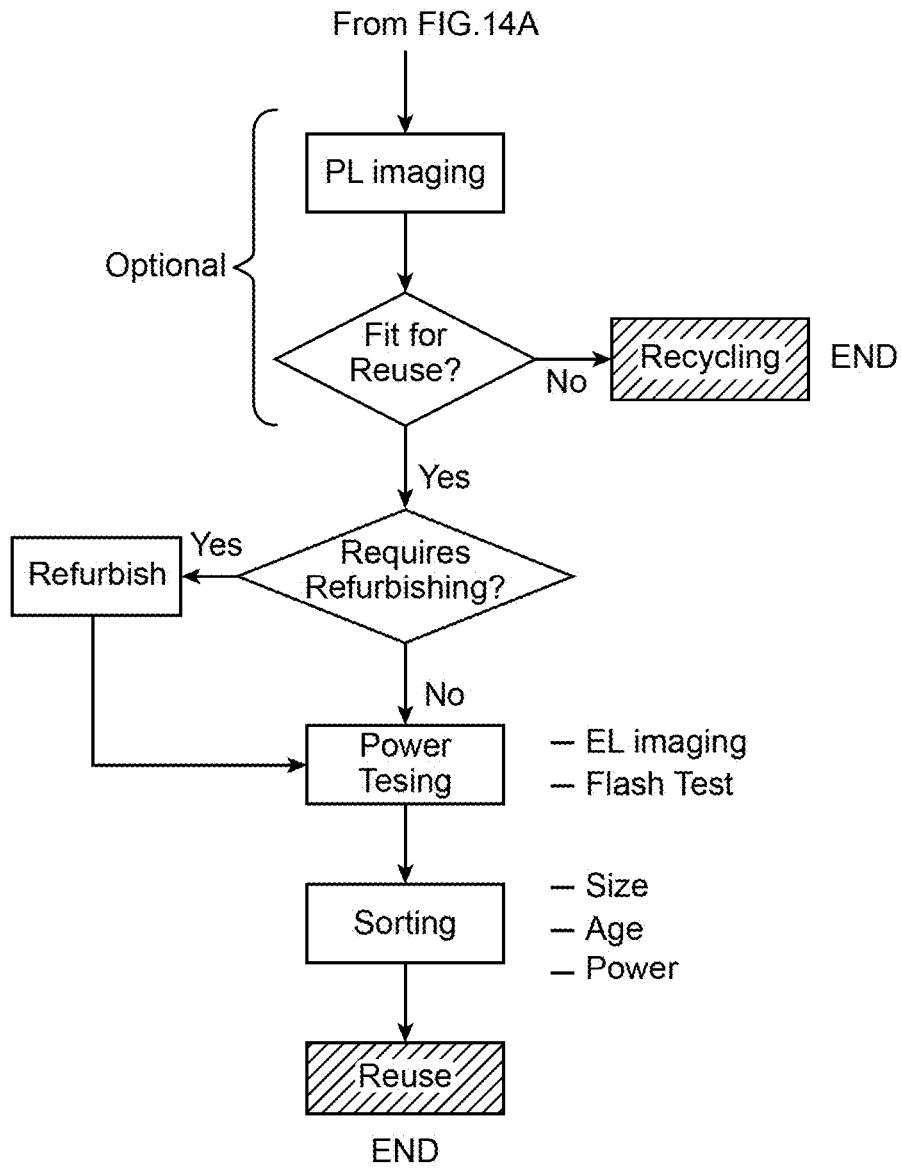 From FIG.14A
PL imaging
Optional
Fit for
Reuse?
No
Recycling
END
Yes
Requires
Refurbishing?
Yes
Refurbish
No
Power
Tesing
– EL imaging
– Flash Test
Sorting
– Size
– Age
– Power
Reuse
END